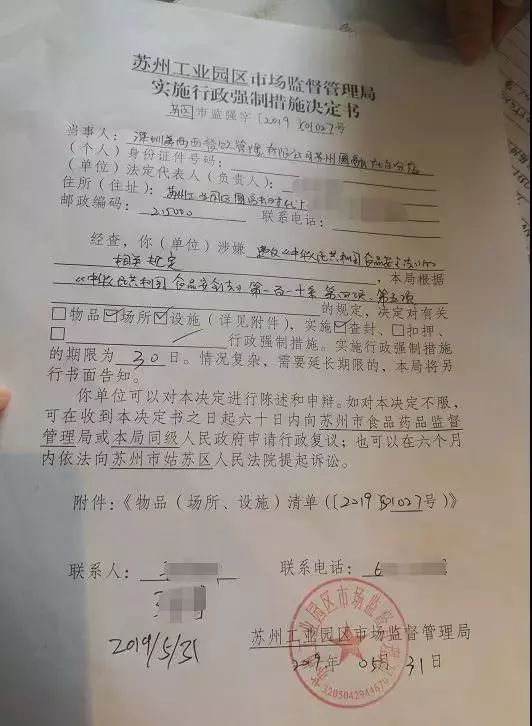 苏州工业园区市场监督管理局
实施行政强制措施决定书
苏园市监强字〔2019〕501027号
当事人：深圳 餐饮管理有限公司苏州圆融 分店
（个人）身份证件号码：
（单位）法定代表人（负责人）：
住所（住址）：苏州工业园区圆融时代
邮政编码：215000 联系电话：
经查，你（单位）涉嫌 违反《中华人民共和国食品安全法》的
相关规定，本局根据
《中华人民共和国食品安全法》第一百一十条第四项、第五项
的规定，决定对有关
☐物品☑场所☑设施（详见附件），实施☑查封、☐扣押、
☐ 行政强制措施。实施行政强制措施
的期限为 30 日。情况复杂，需要延长期限的，本局将另
行书面告知。
你单位可以对本决定进行陈述和申辩。如对本决定不服，
可在收到本决定书之日起六十日内向苏州市食品药品监督
管理局或本局同级人民政府申请行政复议；也可以在六个月
内依法向苏州市姑苏区人民法院提起诉讼。
附件：《物品（场所、设施）清单（〔2019〕501027号）》
联系人： 联系电话：6
2019/5/31
苏州工业园区市场监督管理局
2019年 05月 31日
苏州工业园区市场监督管理局
3205042944670